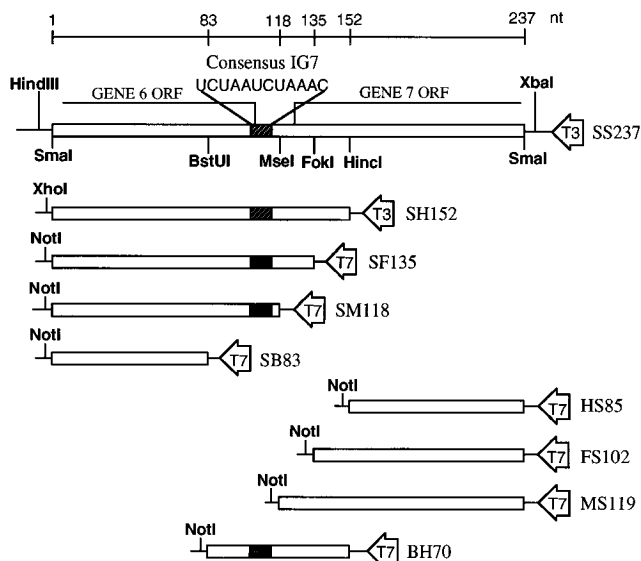 1 83 118 135 152 237 nt
Consensus IG7
UCUAAUCUAAAC
HindIII GENE 6 ORF GENE 7 ORF XbaI
T3 SS237
SmaI BstUI MseI FokI HincI SmaI
XhoI
T3 SH152
NotI
T7 SF135
NotI
T7 SM118
NotI
T7 SB83
NotI
T7 HS85
NotI
T7 FS102
NotI
T7 MS119
NotI
T7 BH70